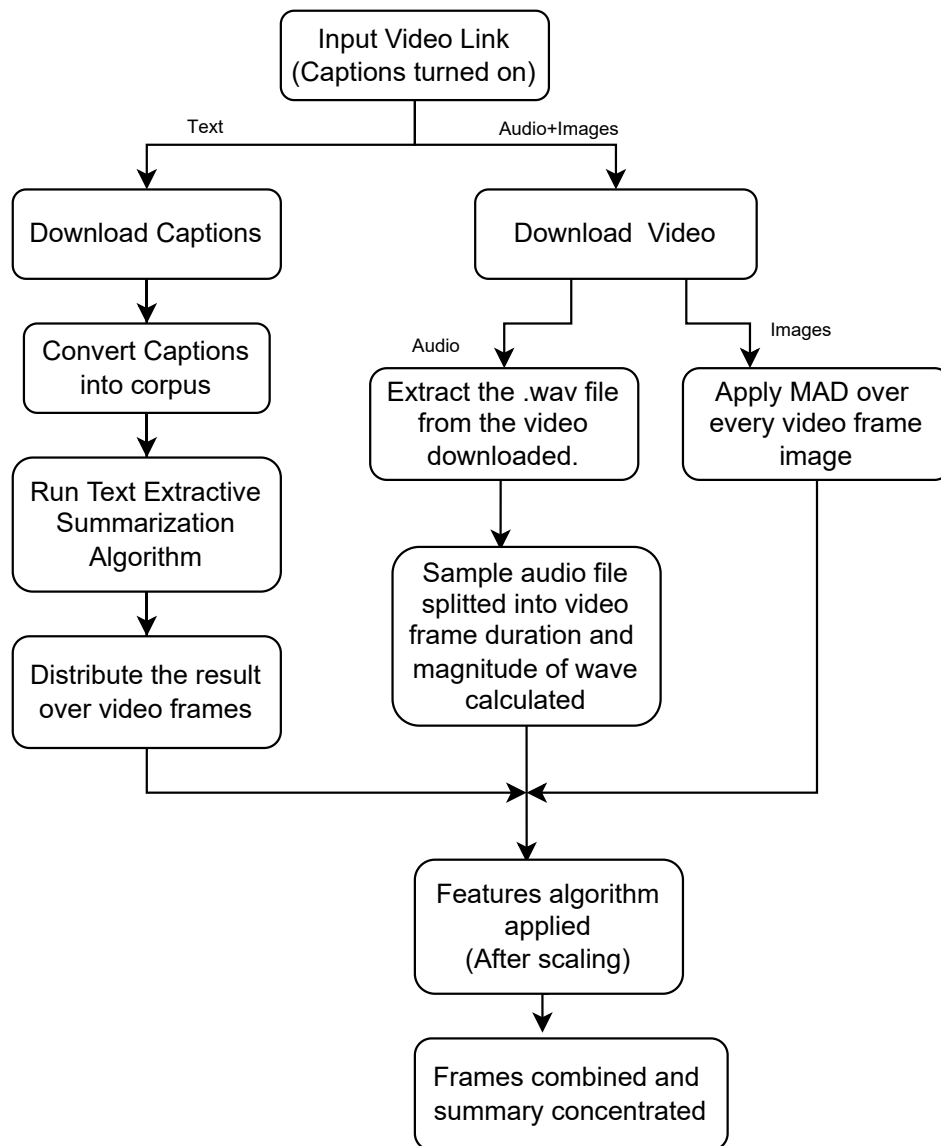 Input Video Link
(Captions turned on)
Text
Audio+Images
Download Captions
Download  Video
Convert Captions
into corpus
Audio
Images
Extract the .wav file
from the video
downloaded.
Apply MAD over
every video frame
image
Run Text Extractive
Summarization
Algorithm
Sample audio file
splitted into video
frame duration and
magnitude of wave
calculated
Distribute the result
over video frames
Features algorithm
applied
(After scaling)
Frames combined and
summary concentrated